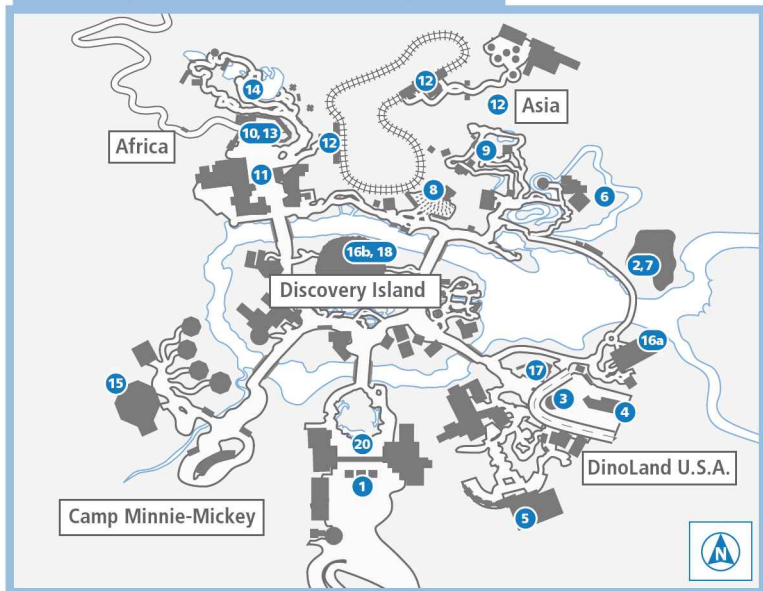 12
14
12
Asia
10, 13
Africa
12
9
11
8
6
16b, 18
2,7
Discovery Island
16a
17
15
3
4
20
DinoLand U.S.A.
1
Camp Minnie-Mickey
5
N